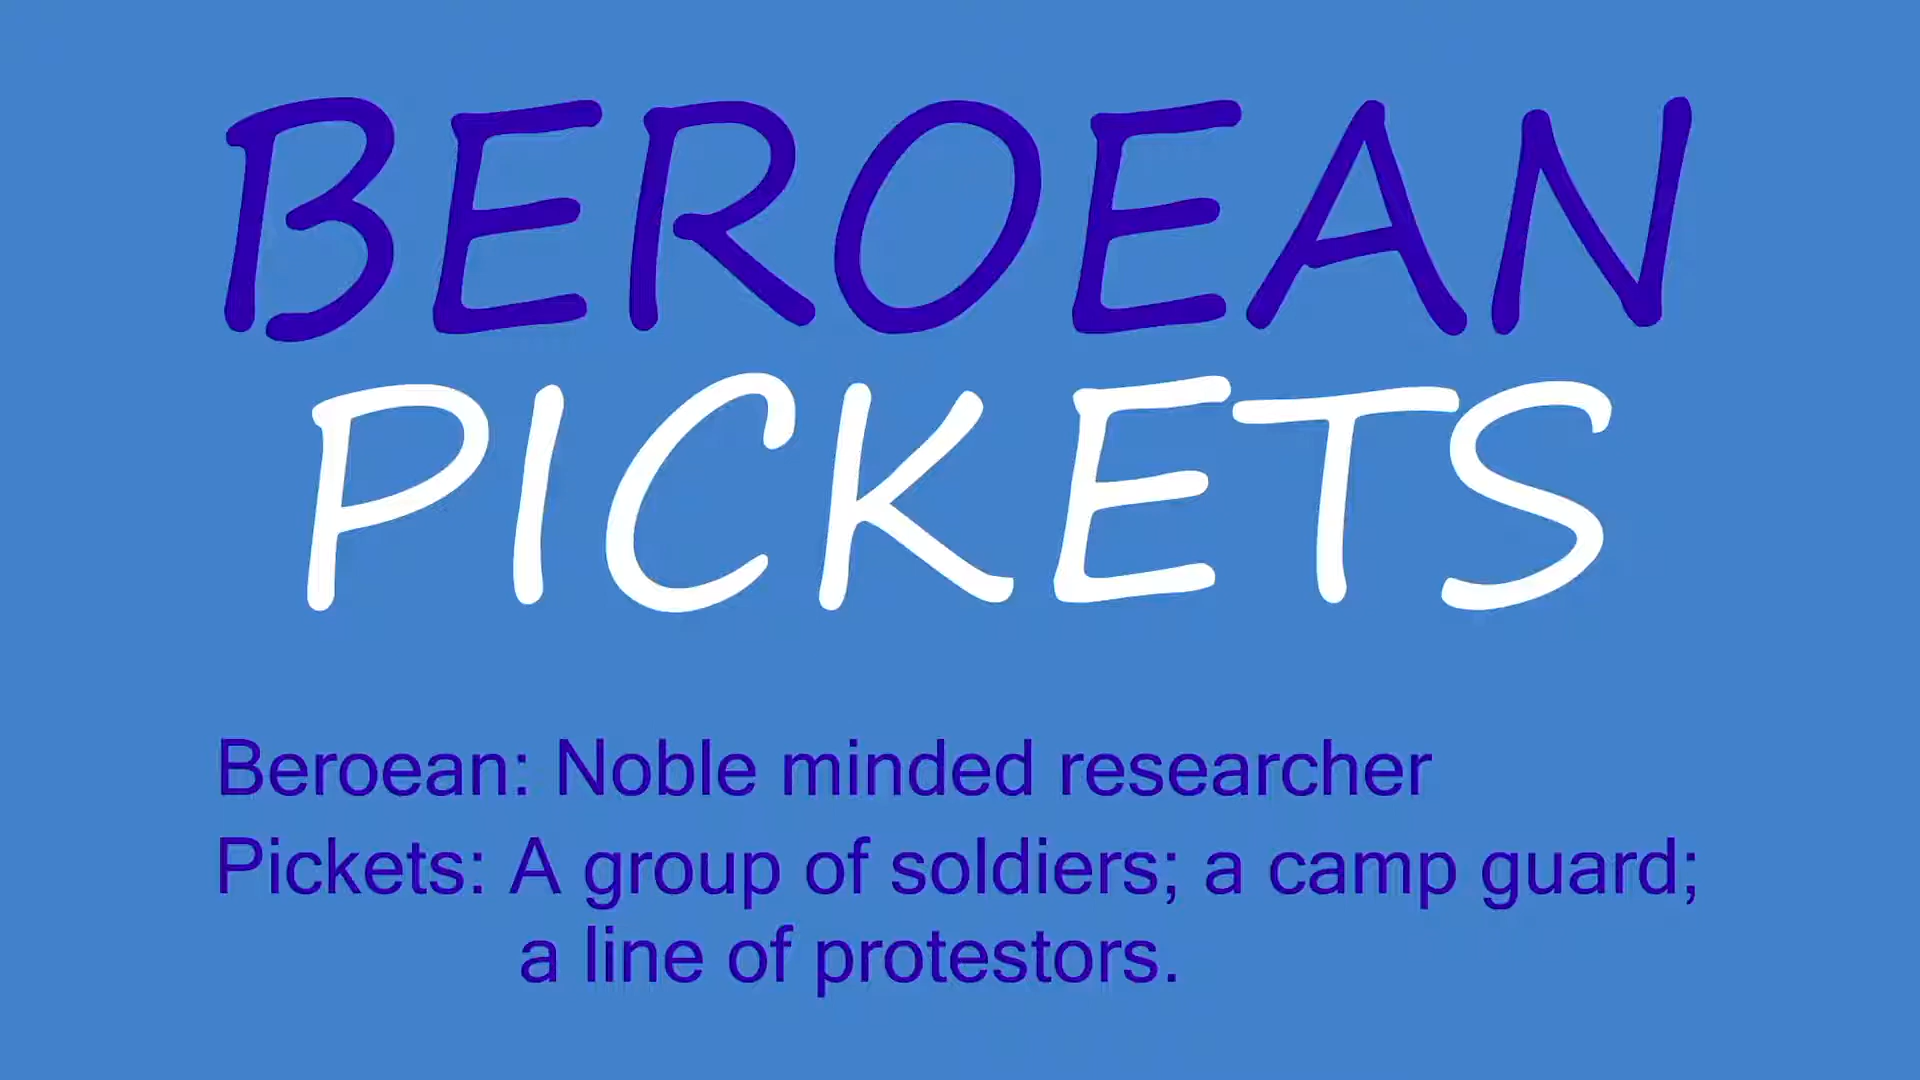 BEROEAN
PICKETS
Beroean: Noble minded researcher
Pickets: A group of soldiers; a camp guard;
a line of protestors.